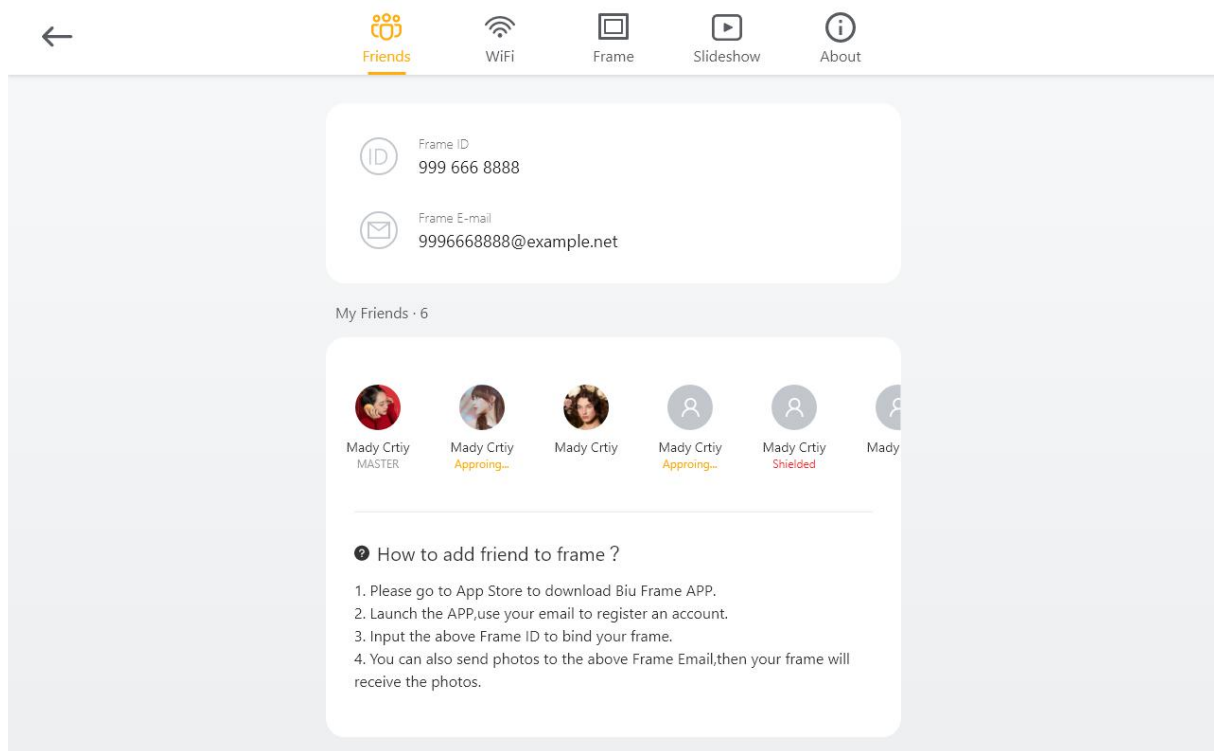 Friends WiFi Frame Slideshow About
ID
Frame ID
999 666 8888
Frame E-mail
9996668888@example.net
My Friends · 6
Mady Crtiy Mady Crtiy Mady Crtiy Mady Crtiy Mady Crtiy Mady
MASTER Approing... Approing... Shielded
? How to add friend to frame？
1. Please go to App Store to download Biu Frame APP.
2. Launch the APP,use your email to register an account.
3. Input the above Frame ID to bind your frame.
4. You can also send photos to the above Frame Email,then your frame will
receive the photos.